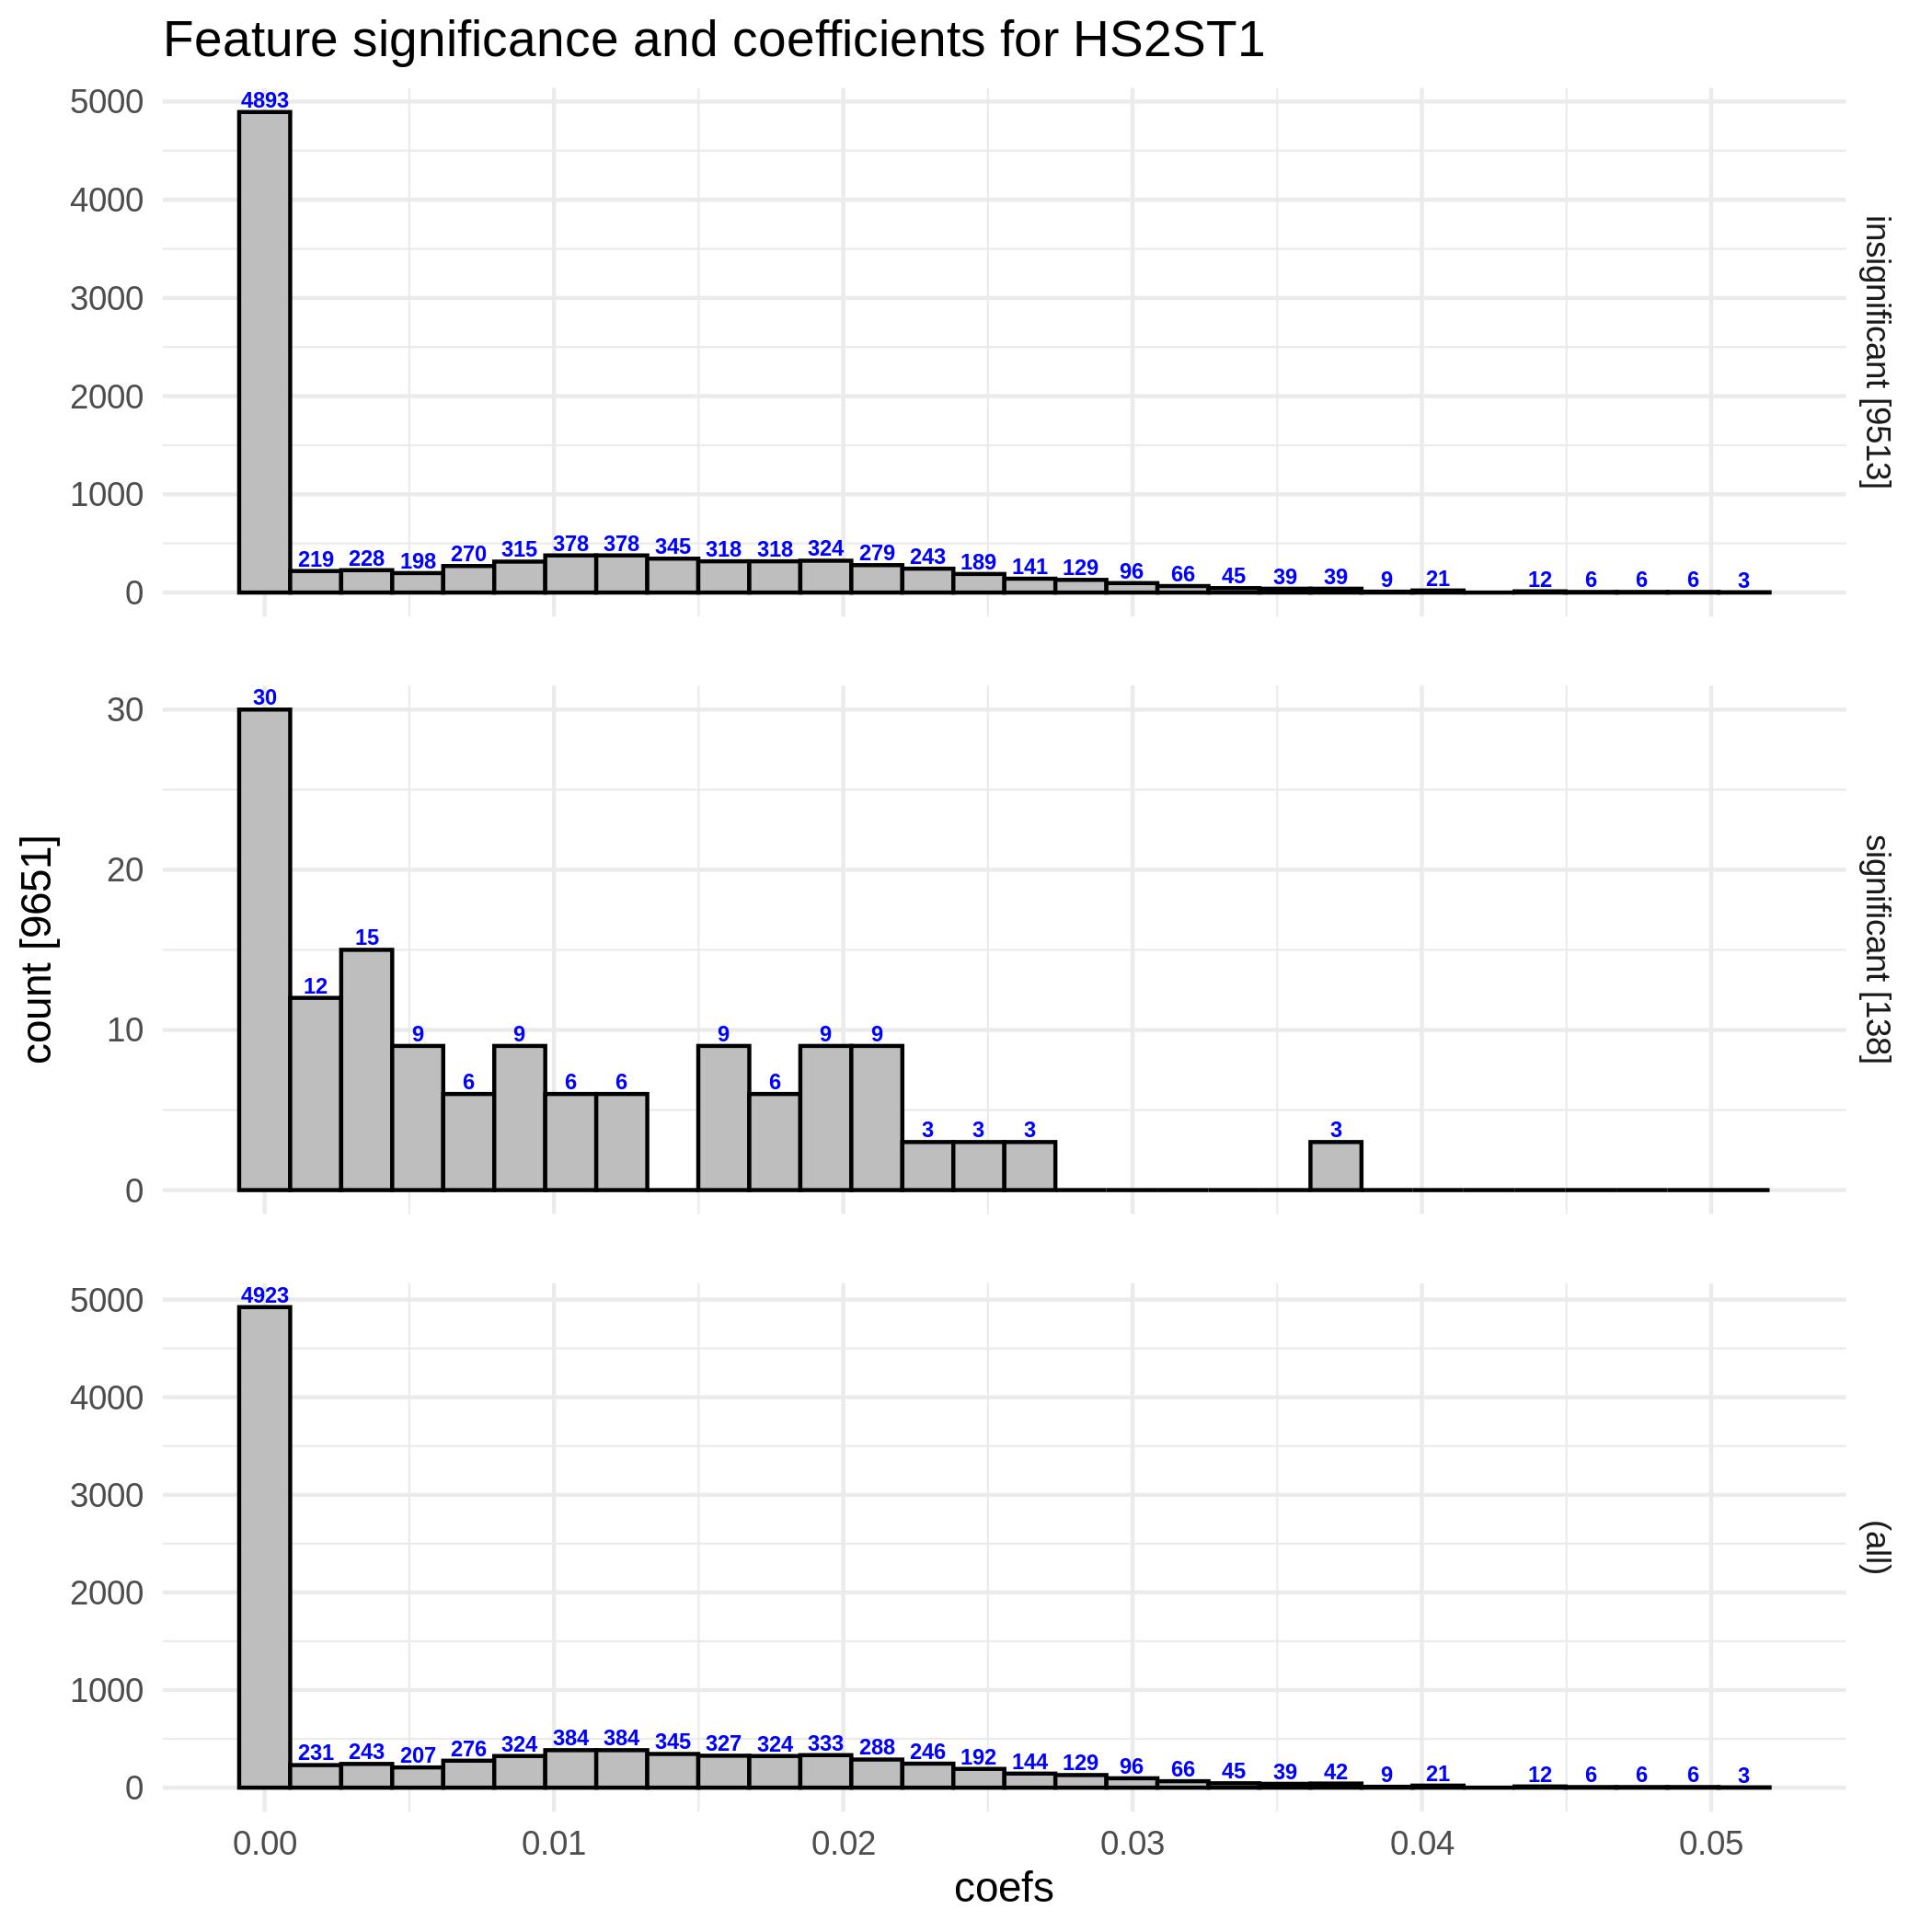 Feature significance and coefficients for HS2ST1
5000
4000
3000
2000
1000
0
4893
219 228 198 270 315 378 378 345 318 318 324 279 243 189 141 129 96 66 45 39 39 9 21 12 6 6 6 3
insignificant [9513]
count [9651]
30
20
10
0
30
12 15 9 6 9 6 6 9 6 9 9 3 3 3 3
significant [138]
5000
4000
3000
2000
1000
0
4923
231 243 207 276 324 384 384 345 327 324 333 288 246 192 144 129 96 66 45 39 42 9 21 12 6 6 6 3
(all)
0.00 0.01 0.02 0.03 0.04 0.05
coefs